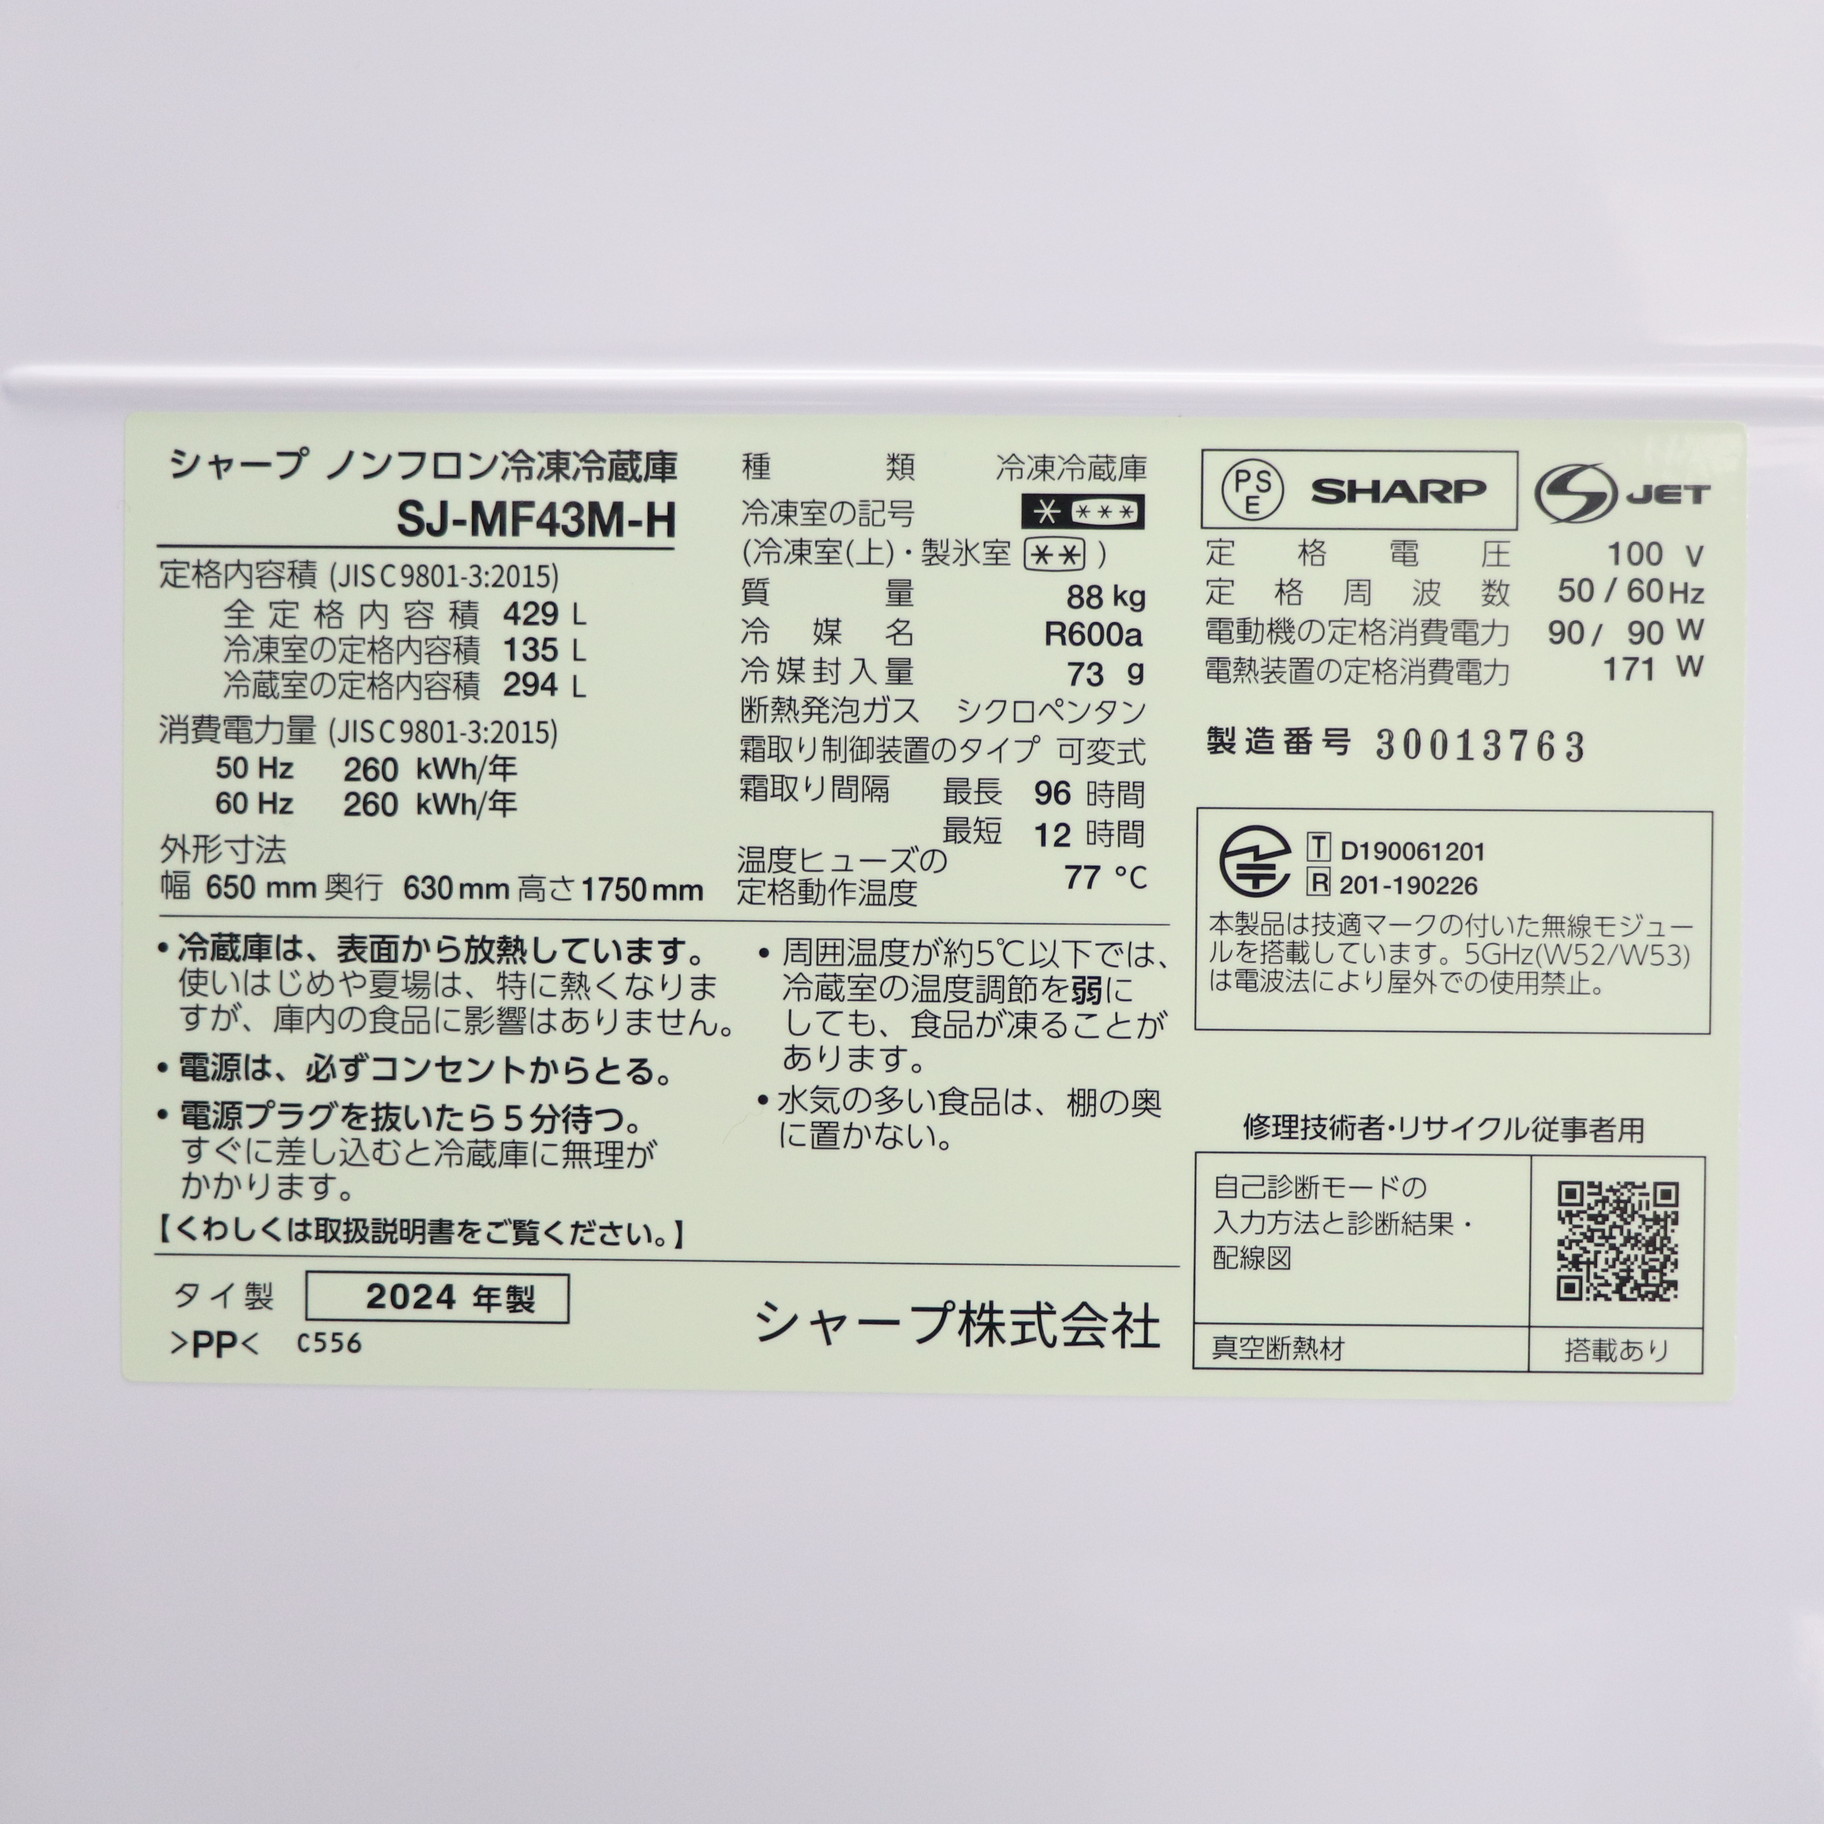 シャープ ノンフロン冷凍冷蔵庫
SJ-MF43M-H
定格内容積 (JIS C 9801-3:2015)
全定格内容積 429 L
冷凍室の定格内容積 135 L
冷蔵室の定格内容積 294 L
消費電力量 (JIS C 9801-3:2015)
50 Hz 260 kWh/年
60 Hz 260 kWh/年
外形寸法
幅 650 mm 奥行 630 mm 高さ 1750 mm
種類 冷凍冷蔵庫
冷凍室の記号 * ***
(冷凍室(上)・製氷室 ** )
質量 88 kg
冷媒名 R600a
冷媒封入量 73 g
断熱発泡ガス シクロペンタン
霜取り制御装置のタイプ 可変式
霜取り間隔 最長 96 時間
最短 12 時間
温度ヒューズの
定格動作温度 77 °C
PS
E
SHARP
S JET
定格電圧 100 V
定格周波数 50 / 60 Hz
電動機の定格消費電力 90 / 90 W
電熱装置の定格消費電力 171 W
製造番号 30013763
T D190061201
R 201-190226
本製品は技適マークの付いた無線モジュー
ルを搭載しています。5GHz(W52/W53)
は電波法により屋外での使用禁止。
・冷蔵庫は、表面から放熱しています。
使いはじめや夏場は、特に熱くなりま
すが、庫内の食品に影響はありません。
・電源は、必ずコンセントからとる。
・電源プラグを抜いたら5分待つ。
すぐに差し込むと冷蔵庫に無理が
かかります。
【くわしくは取扱説明書をご覧ください。】
・周囲温度が約5℃以下では、
冷蔵室の温度調節を弱に
しても、食品が凍ることが
あります。
・水気の多い食品は、棚の奥
に置かない。
タイ製 2024 年製
>PP< C556
シャープ株式会社
修理技術者・リサイクル従事者用
自己診断モードの
入力方法と診断結果・
配線図
真空断熱材 搭載あり